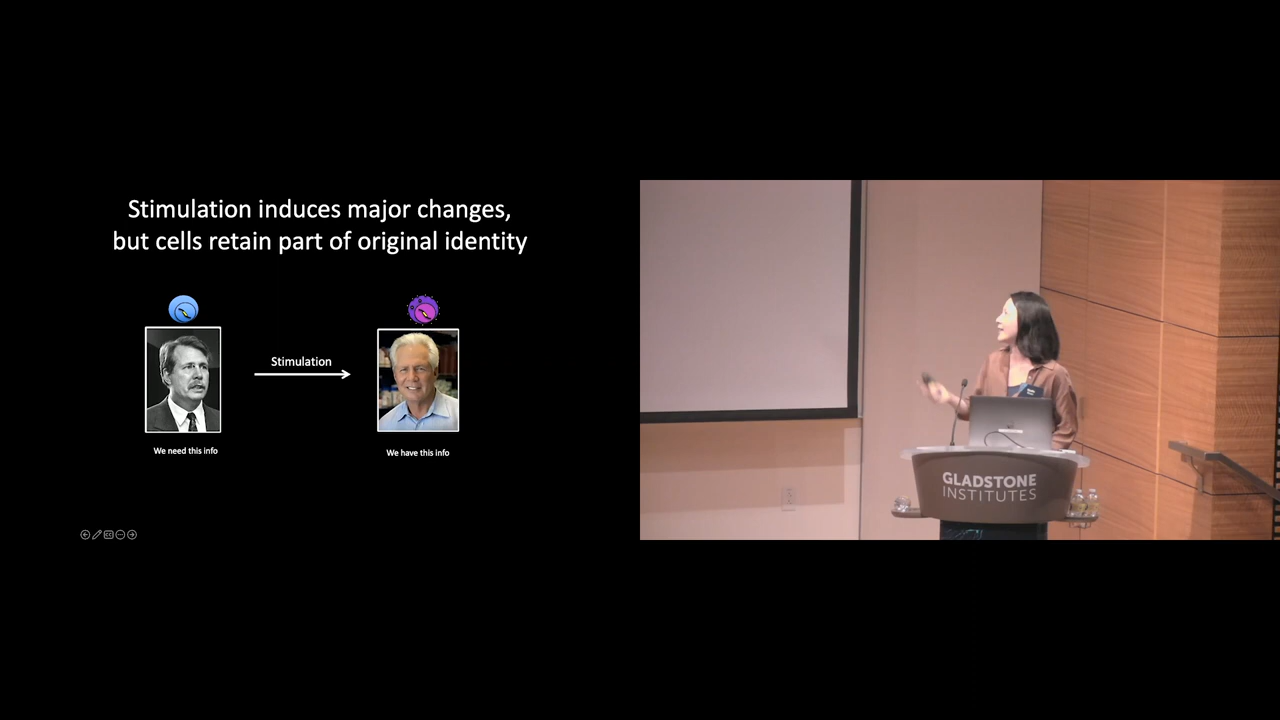 Stimulation induces major changes,
but cells retain part of original identity
Stimulation
We need this info
We have this info
GLADSTONE
INSTITUTES